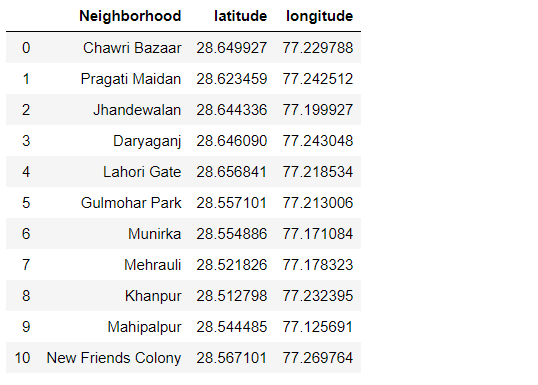 Neighborhood latitude longitude
0 Chawri Bazaar 28.649927 77.229788
1 Pragati Maidan 28.623459 77.242512
2 Jhandewalan 28.644336 77.199927
3 Daryaganj 28.646090 77.243048
4 Lahori Gate 28.656841 77.218534
5 Gulmohar Park 28.557101 77.213006
6 Munirka 28.554886 77.171084
7 Mehrauli 28.521826 77.178323
8 Khanpur 28.512798 77.232395
9 Mahipalpur 28.544485 77.125691
10 New Friends Colony 28.567101 77.269764